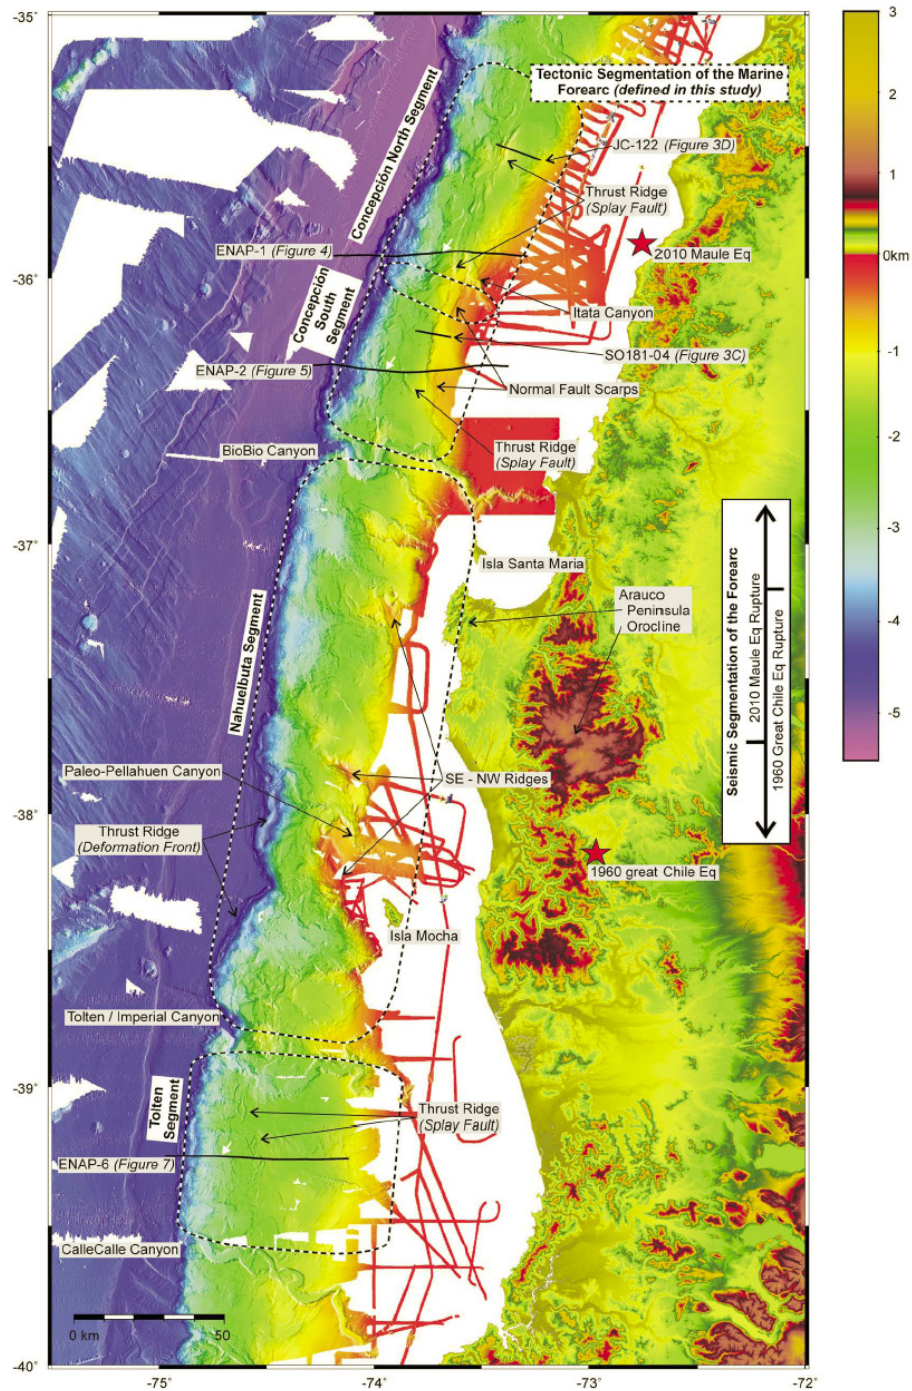 -35°
3
Tectonic Segmentation of the Marine
Forearc (defined in this study)
2
Concepción North Segment
JC-122 (Figure 3D)
1
Thrust Ridge
(Splay Fault)
ENAP-1 (Figure 4)
2010 Maule Eq
0km
-36°
Concepción
South
Segment
Itata Canyon
SO181-04 (Figure 3C)
-1
ENAP-2 (Figure 5)
Normal Fault Scarps
BioBio Canyon
Thrust Ridge
(Splay Fault)
-2
-3
-37°
Isla Santa Maria
Arauco
Peninsula
Orocline
Seismic Segmentation of the Forearc
2010 Maule Eq Rupture
1960 Great Chile Eq Rupture
-4
Nahuelbuta Segment
-5
Paleo-Pellahuen Canyon
SE - NW Ridges
-38°
Thrust Ridge
(Deformation Front)
1960 great Chile Eq
Isla Mocha
Tolten / Imperial Canyon
-39°
Tolten
Segment
Thrust Ridge
(Splay Fault)
ENAP-6 (Figure 7)
CalleCalle Canyon
0 km
50
-40°
-75°
-74°
-73°
-72°